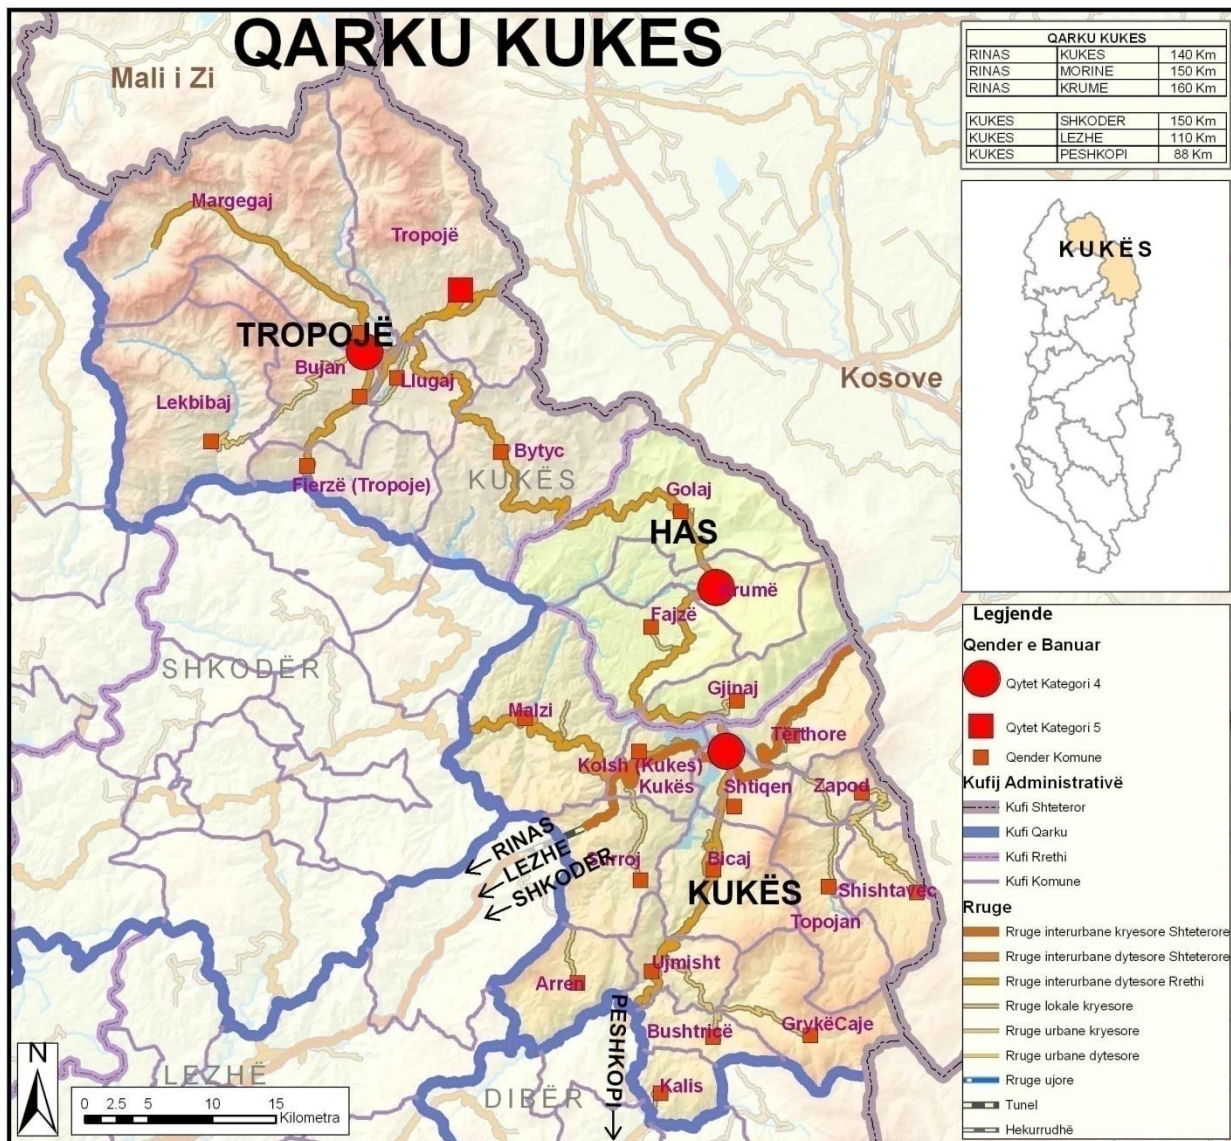 QARKU KUKES
Mali i Zi
Margegaj
Tropojë
TROPOJË
Bujan
Llugaj
Lekbibaj
Bytyc
Fierzë (Tropoje)
KUKËS
Kosove
Golaj
HAS
Krumë
Fajzë
Gjinaj
SHKODËR
Malzi
Tërthore
Kolsh (Kukes)
Kukës
Shtiqen
Zapod
← RINAS
← LEZHE
← SHKODËR
Surroj
Bicaj
KUKËS
Shishtavec
Topojan
Arren
Ujmisht
PESHKOPI →
Bushtricë
GrykëCaje
Kalis
LEZHË
DIBËR
N
0 2.5 5 10 15
Kilometra
QARKU KUKES
RINAS KUKES 140 Km
RINAS MORINE 150 Km
RINAS KRUME 160 Km
KUKES SHKODER 150 Km
KUKES LEZHE 110 Km
KUKES PESHKOPI 88 Km
KUKËS
Legjende
Qender e Banuar
Qytet Kategori 4
Qytet Kategori 5
Qender Komune
Kufij Administrativë
Kufi Shteteror
Kufi Qarku
Kufi Rrethi
Kufi Komune
Rruge
Rruge interurbane kryesore Shteterore
Rruge interurbane dytesore Shteterore
Rruge interurbane dytesore Rrethi
Rruge lokale kryesore
Rruge urbane kryesore
Rruge urbane dytesore
Rruge ujore
Tunel
Hekurrudhë